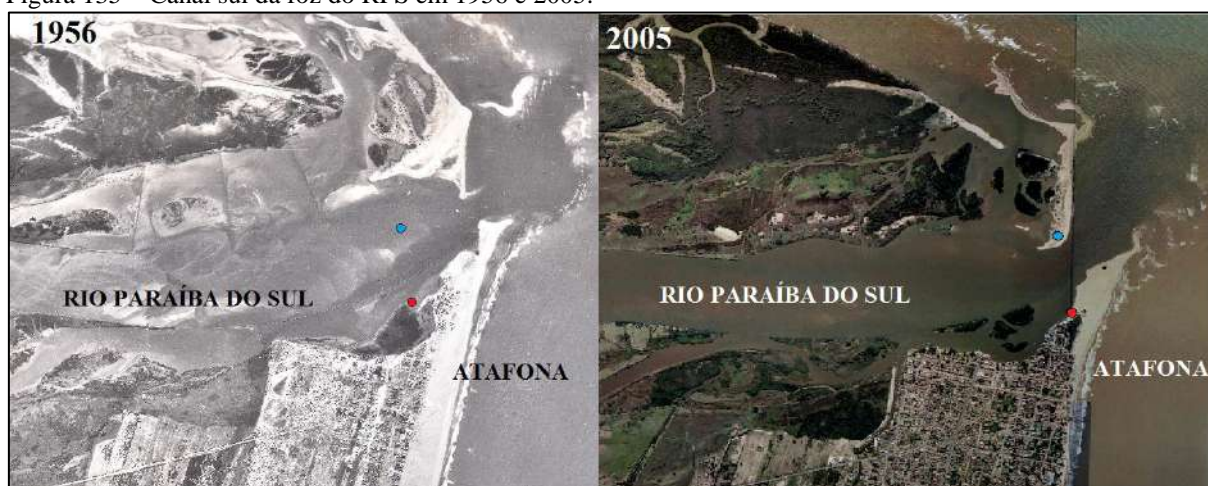 Figura 133 – Canal sul da foz do RPS em 1956 e 2005.
1956
2005
RIO PARAÍBA DO SUL
RIO PARAÍBA DO SUL
ATAFONA
ATAFONA